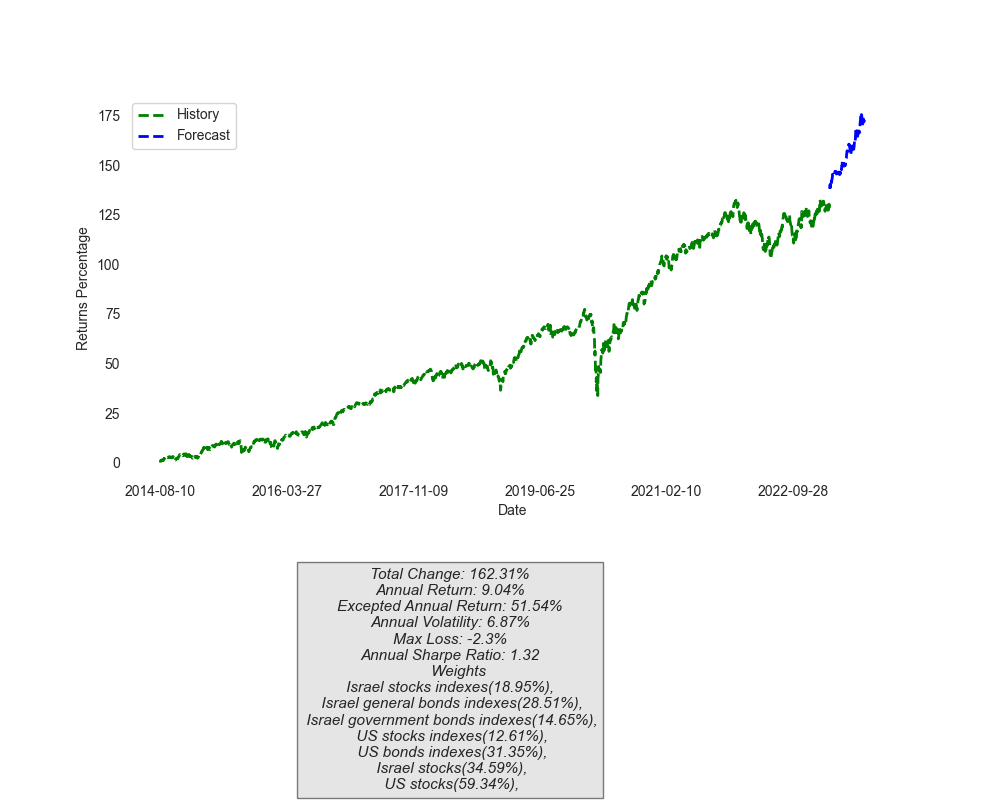 History
Forecast
175
150
125
100
75
50
25
0
Returns Percentage
2014-08-10 2016-03-27 2017-11-09 2019-06-25 2021-02-10 2022-09-28
Date
Total Change: 162.31%
Annual Return: 9.04%
Excepted Annual Return: 51.54%
Annual Volatility: 6.87%
Max Loss: -2.3%
Annual Sharpe Ratio: 1.32
Weights
Israel stocks indexes(18.95%),
Israel general bonds indexes(28.51%),
Israel government bonds indexes(14.65%),
US stocks indexes(12.61%),
US bonds indexes(31.35%),
Israel stocks(34.59%),
US stocks(59.34%),